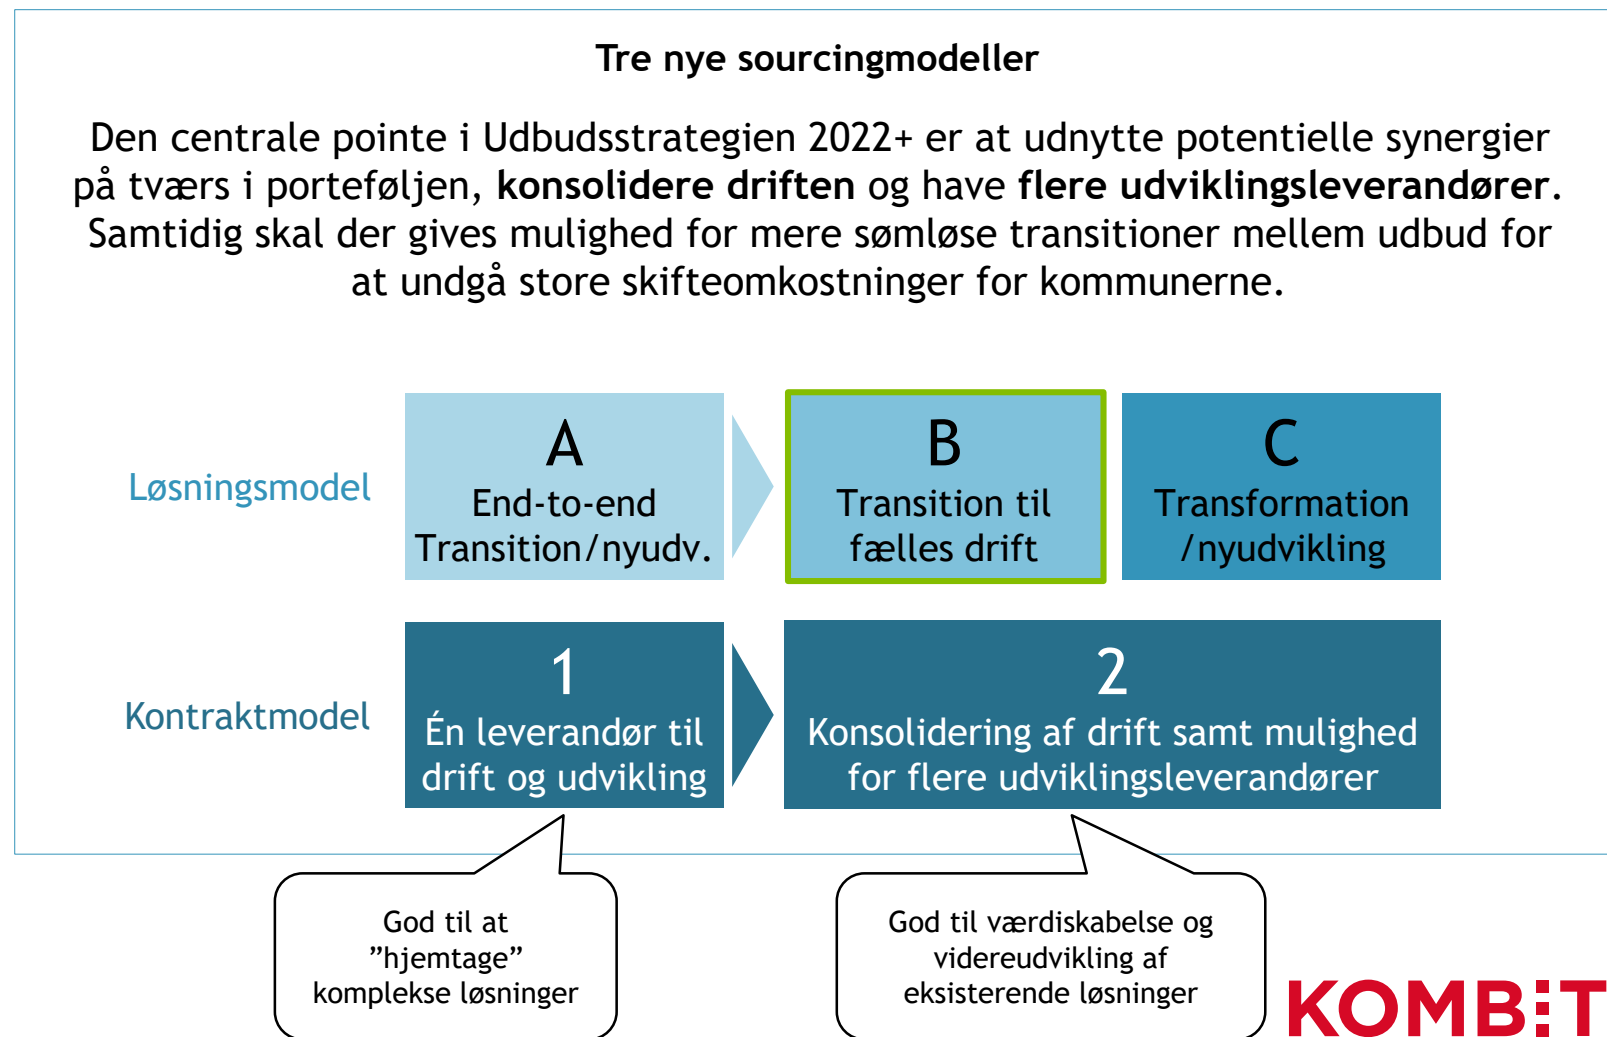 Tre nye sourcingmodeller
Den centrale pointe i Udbudsstrategien 2022+ er at udnytte potentielle synergier
på tværs i porteføljen, konsolidere driften og have flere udviklingsleverandører.
Samtidig skal der gives mulighed for mere sømløse transitioner mellem udbud for
at undgå store skifteomkostninger for kommunerne.
Løsningsmodel
A
End-to-end
Transition/nyudv.
B
Transition til
fælles drift
C
Transformation
/nyudvikling
Kontraktmodel
1
Én leverandør til
drift og udvikling
2
Konsolidering af drift samt mulighed
for flere udviklingsleverandører
God til at
”hjemtage”
komplekse løsninger
God til værdiskabelse og
videreudvikling af
eksisterende løsninger
KOMBIT